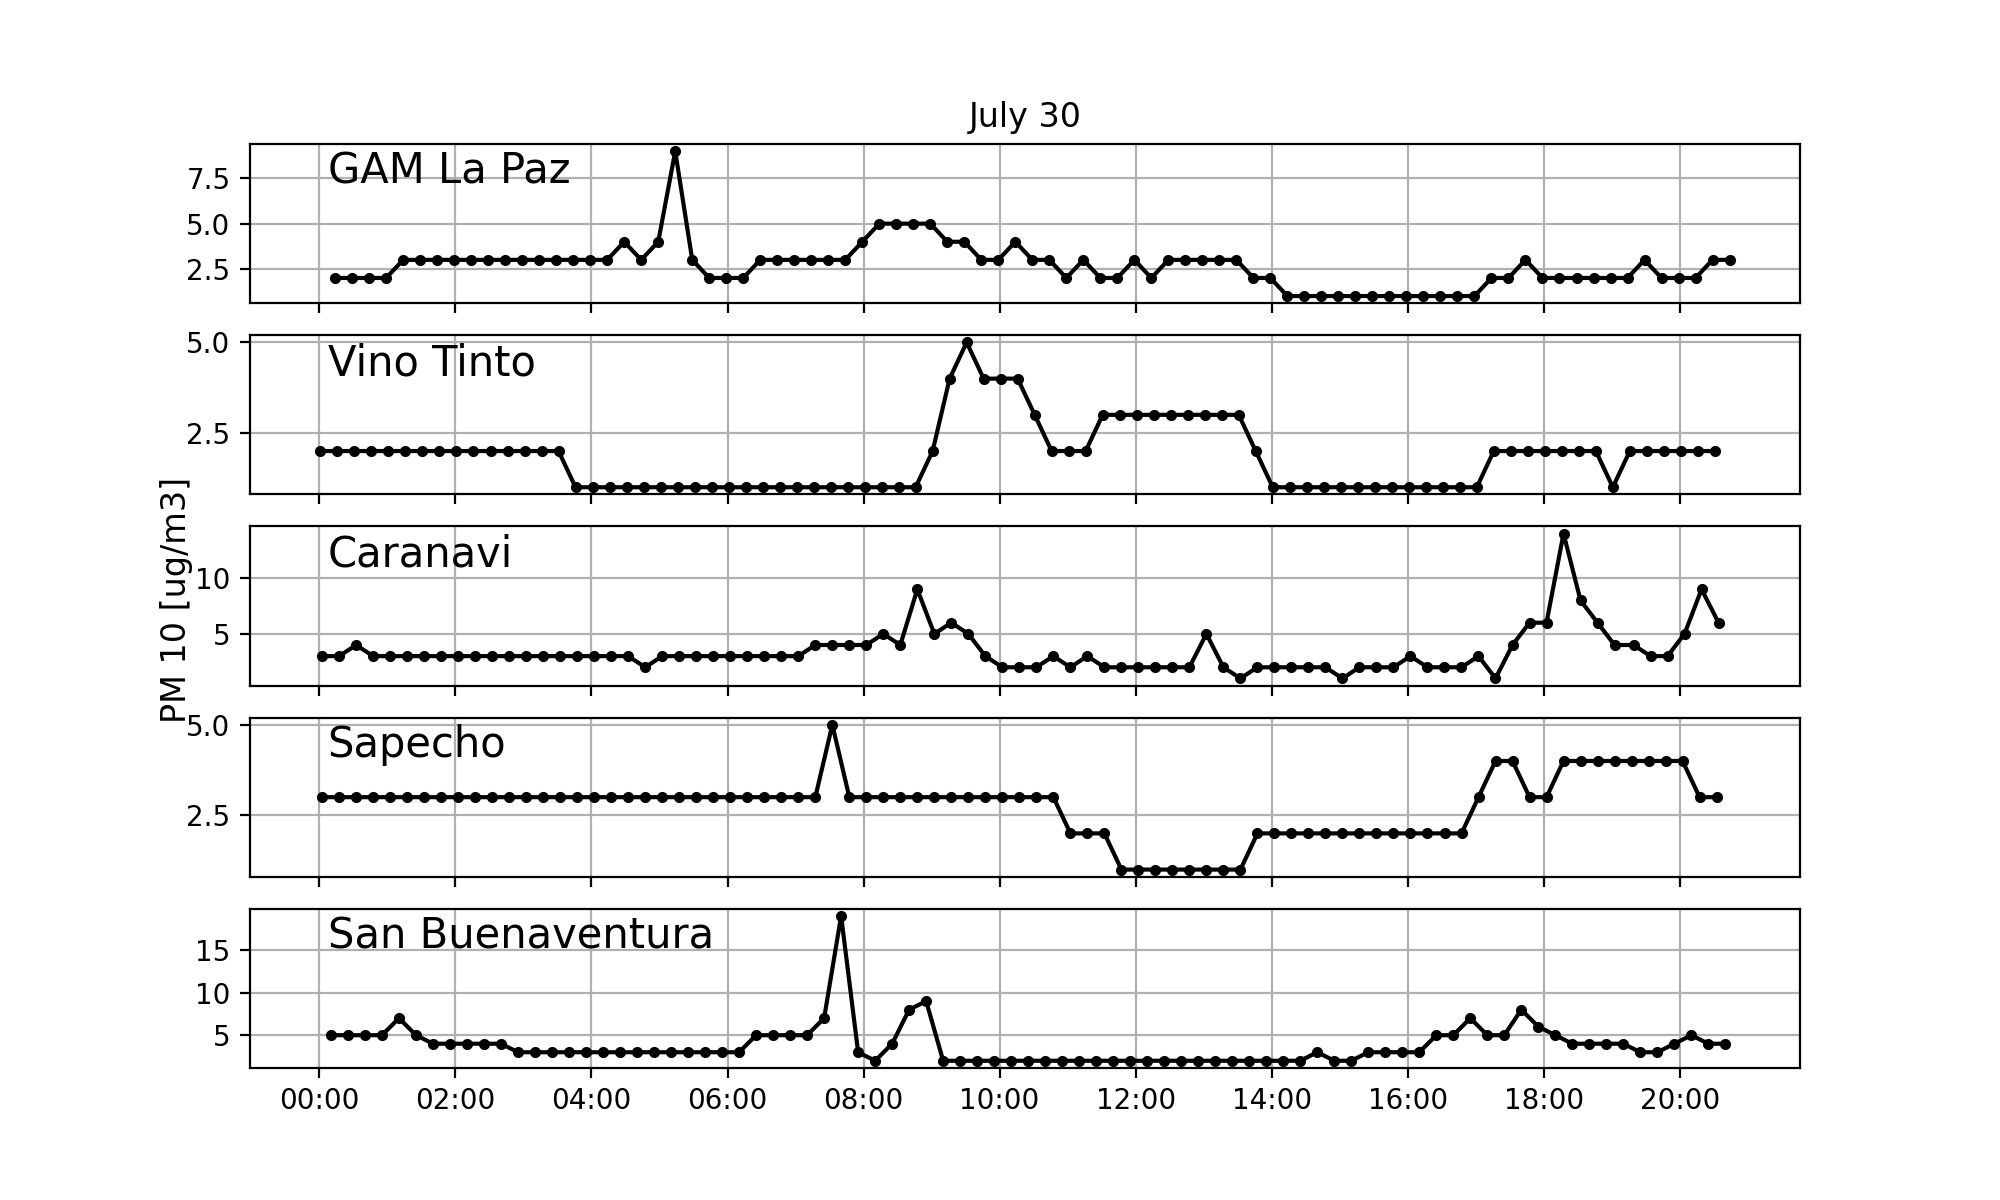 July 30
GAM La Paz
7.5
5.0
2.5
Vino Tinto
5.0
2.5
PM 10 [ug/m3]
Caranavi
10
5
Sapecho
5.0
2.5
San Buenaventura
15
10
5
00:00 02:00 04:00 06:00 08:00 10:00 12:00 14:00 16:00 18:00 20:00